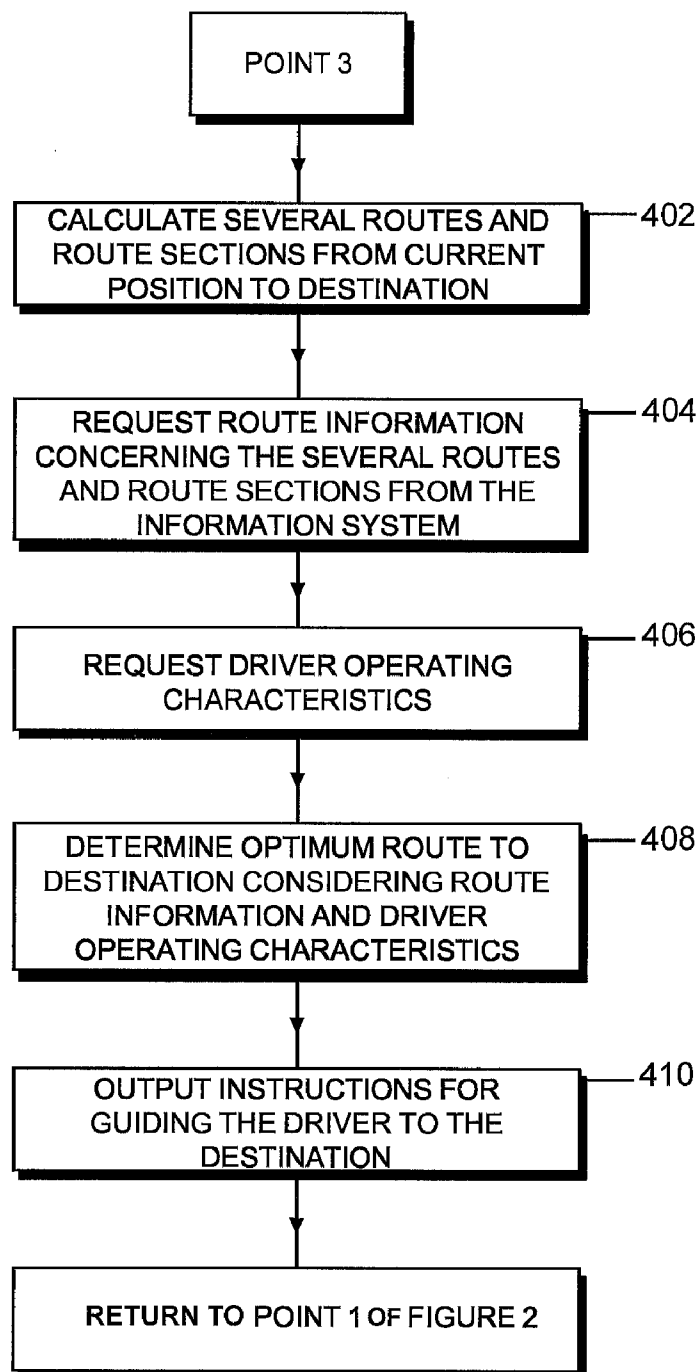 POINT 3
CALCULATE SEVERAL ROUTES AND
ROUTE SECTIONS FROM CURRENT
POSITION TO DESTINATION
402
REQUEST ROUTE INFORMATION
CONCERNING THE SEVERAL ROUTES
AND ROUTE SECTIONS FROM THE
INFORMATION SYSTEM
404
REQUEST DRIVER OPERATING
CHARACTERISTICS
406
DETERMINE OPTIMUM ROUTE TO
DESTINATION CONSIDERING ROUTE
INFORMATION AND DRIVER
OPERATING CHARACTERISTICS
408
OUTPUT INSTRUCTIONS FOR
GUIDING THE DRIVER TO THE
DESTINATION
410
RETURN TO POINT 1 OF FIGURE 2